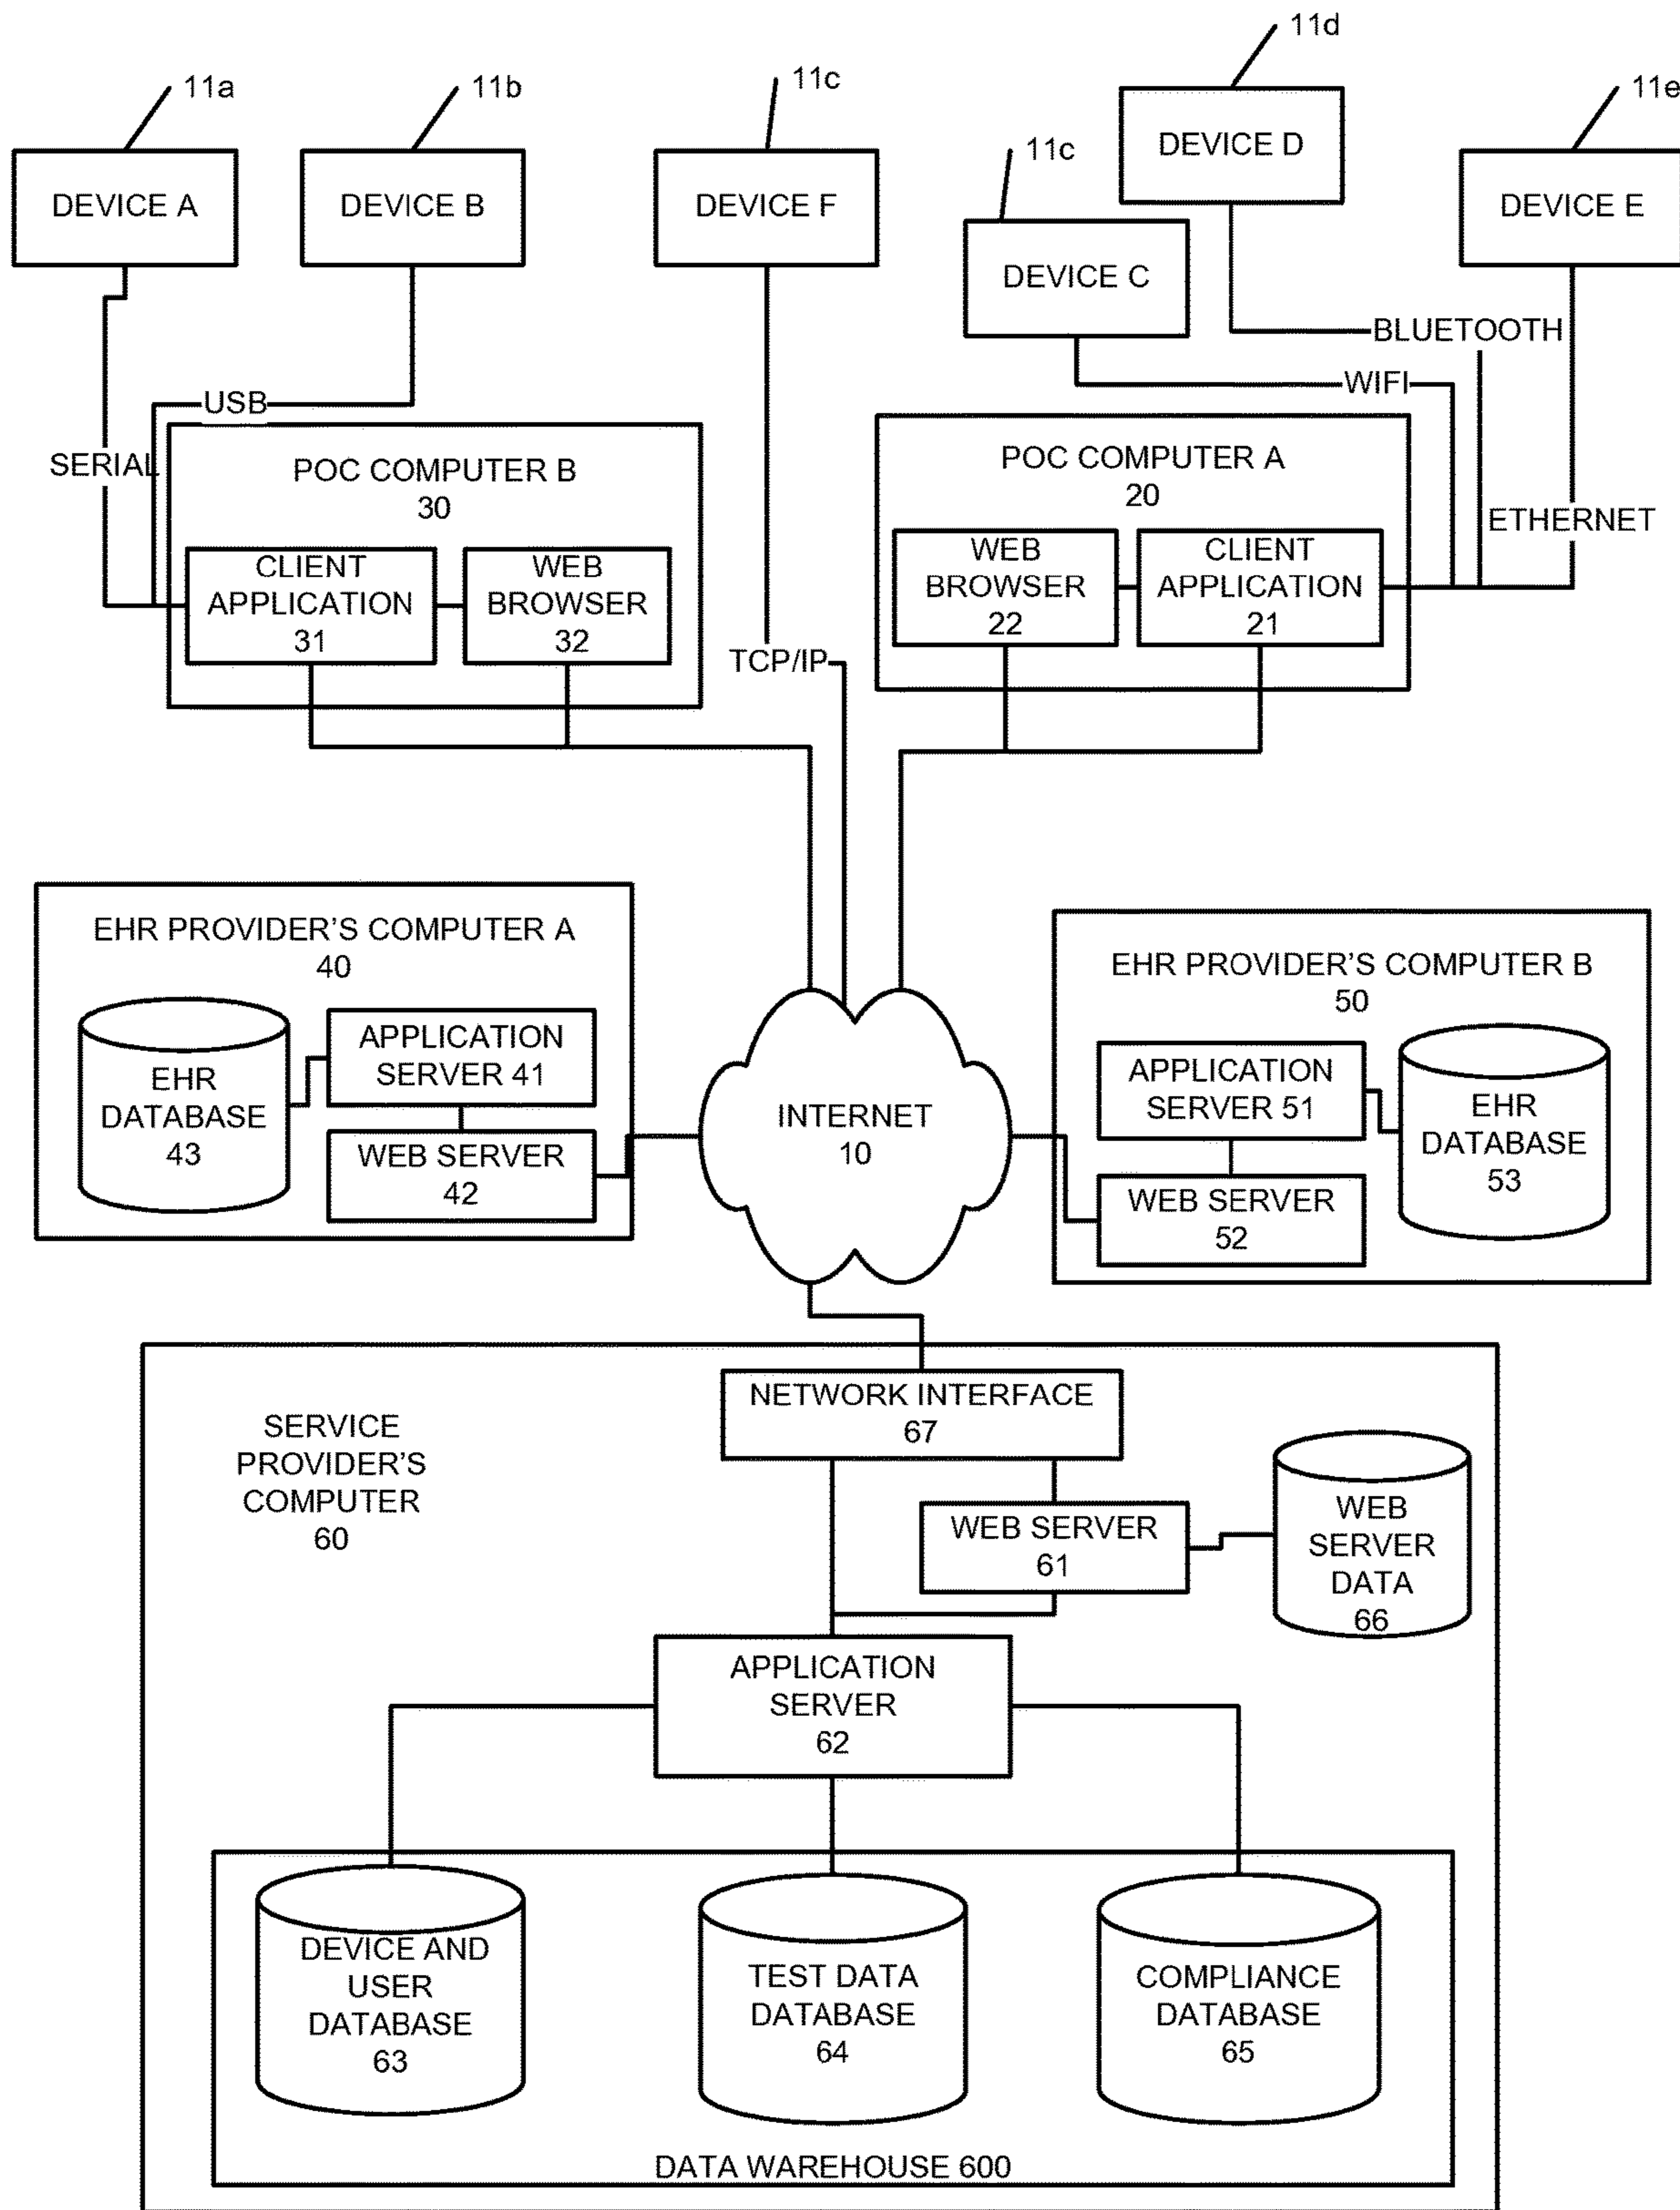 11d
11a
11b
11c
11e
DEVICE D
11c
DEVICE A
DEVICE B
DEVICE F
DEVICE E
DEVICE C
BLUETOOTH
WIFI
USB
SERIAL
POC COMPUTER B
30
POC COMPUTER A
20
ETHERNET
CLIENT
APPLICATION
31
WEB
BROWSER
32
WEB
BROWSER
22
CLIENT
APPLICATION
21
TCP/IP
EHR PROVIDER'S COMPUTER A
40
EHR
DATABASE
43
APPLICATION
SERVER 41
WEB SERVER
42
INTERNET
10
EHR PROVIDER'S COMPUTER B
50
APPLICATION
SERVER 51
WEB SERVER
52
EHR
DATABASE
53
SERVICE
PROVIDER'S
COMPUTER
60
NETWORK INTERFACE
67
WEB SERVER
61
WEB
SERVER
DATA
66
APPLICATION
SERVER
62
DEVICE AND
USER
DATABASE
63
TEST DATA
DATABASE
64
COMPLIANCE
DATABASE
65
DATA WAREHOUSE 600